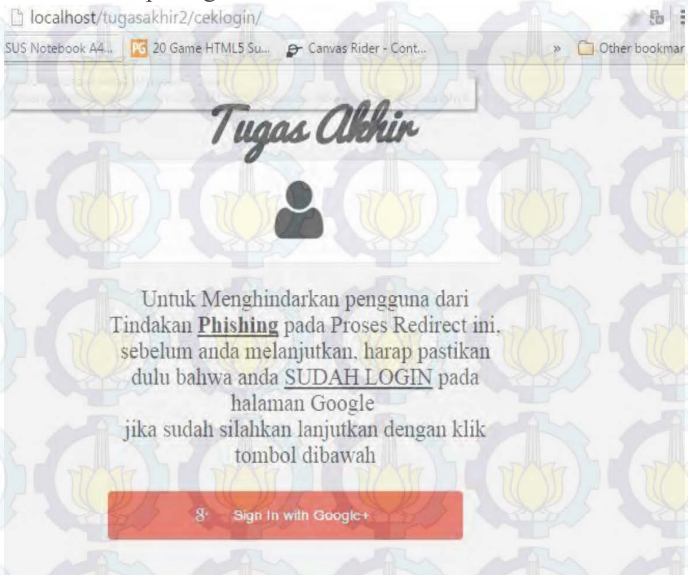 localhost/tugasakhir2/ceklogin/
SUS Notebook A4... PG 20 Game HTML5 Su... Canvas Rider - Cont... » Other bookmar
Tugas Akhir
Untuk Menghindarkan pengguna dari
Tindakan Phishing pada Proses Redirect ini,
sebelum anda melanjutkan, harap pastikan
dulu bahwa anda SUDAH LOGIN pada
halaman Google
jika sudah silahkan lanjutkan dengan klik
tombol dibawah
g+ Sign In with Google+